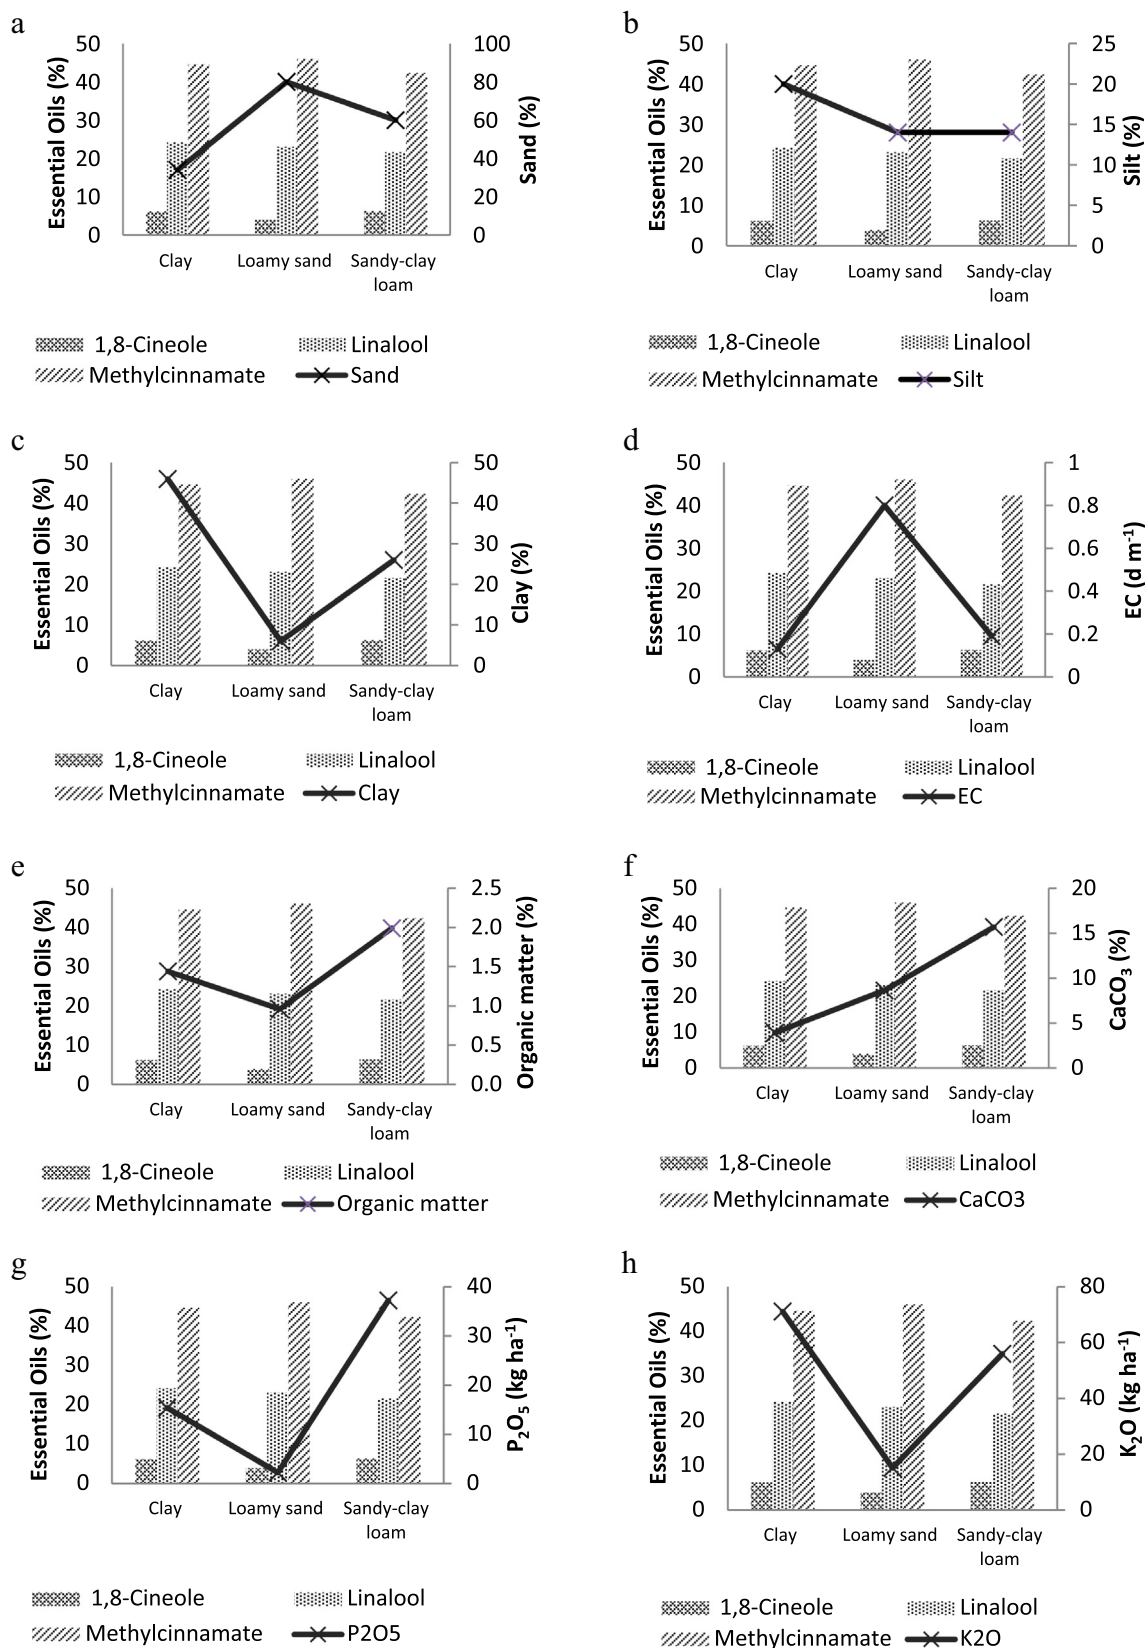 a
50
40
30
20
10
0
Essential Oils (%)
100
80
60
40
20
0
Sand (%)
Clay Loamy sand Sandy-clay
loam
1,8-Cineole Linalool
Methylcinnamate Sand
b
50
40
30
20
10
0
Essential Oils (%)
25
20
15
10
5
0
Silt (%)
Clay Loamy sand Sandy-clay
loam
1,8-Cineole Linalool
Methylcinnamate Silt
c
50
40
30
20
10
0
Essential Oils (%)
50
40
30
20
10
0
Clay (%)
Clay Loamy sand Sandy-clay
loam
1,8-Cineole Linalool
Methylcinnamate Clay
d
50
40
30
20
10
0
Essential Oils (%)
1
0.8
0.6
0.4
0.2
0
EC (d m⁻¹)
Clay Loamy sand Sandy-clay
loam
1,8-Cineole Linalool
Methylcinnamate EC
e
50
40
30
20
10
0
Essential Oils (%)
2.5
2.0
1.5
1.0
0.5
0.0
Organic matter (%)
Clay Loamy sand Sandy-clay
loam
1,8-Cineole Linalool
Methylcinnamate Organic matter
f
50
40
30
20
10
0
Essential Oils (%)
20
15
10
5
0
CaCO₃ (%)
Clay Loamy sand Sandy-clay
loam
1,8-Cineole Linalool
Methylcinnamate CaCO3
g
50
40
30
20
10
0
Essential Oils (%)
40
30
20
10
0
P₂O₅ (kg ha⁻¹)
Clay Loamy sand Sandy-clay
loam
1,8-Cineole Linalool
Methylcinnamate P2O5
h
50
40
30
20
10
0
Essential Oils (%)
80
60
40
20
0
K₂O (kg ha⁻¹)
Clay Loamy sand Sandy-clay
loam
1,8-Cineole Linalool
Methylcinnamate K2O